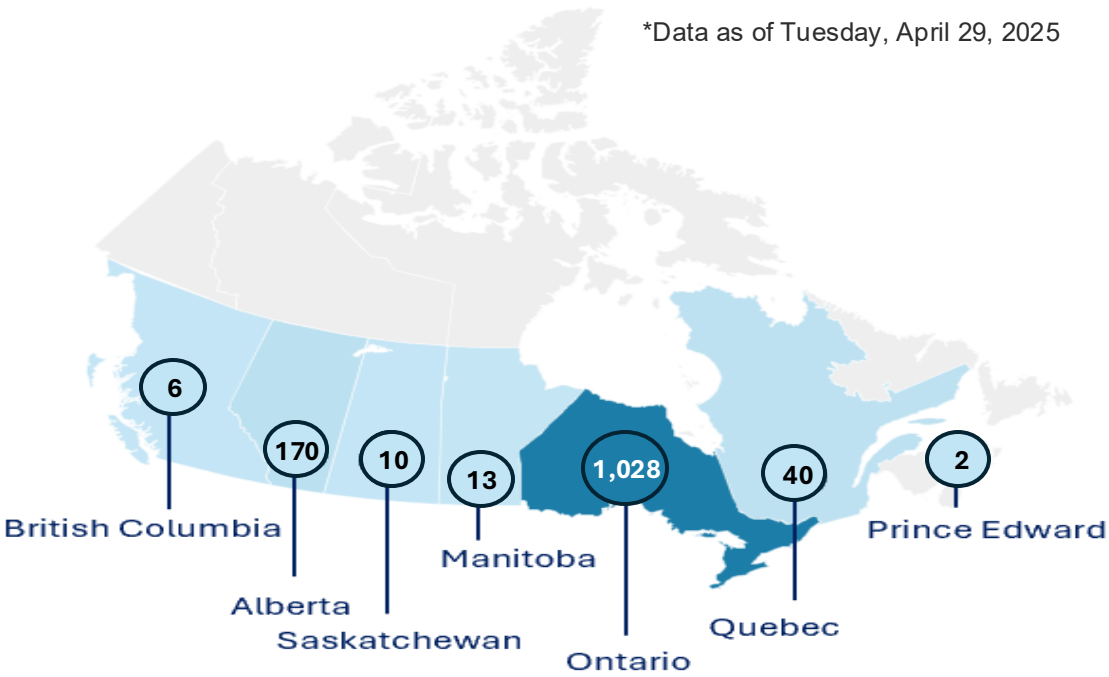 *Data as of Tuesday, April 29, 2025
6
170
10
13
1,028
40
2
British Columbia
Alberta
Saskatchewan
Manitoba
Ontario
Quebec
Prince Edward